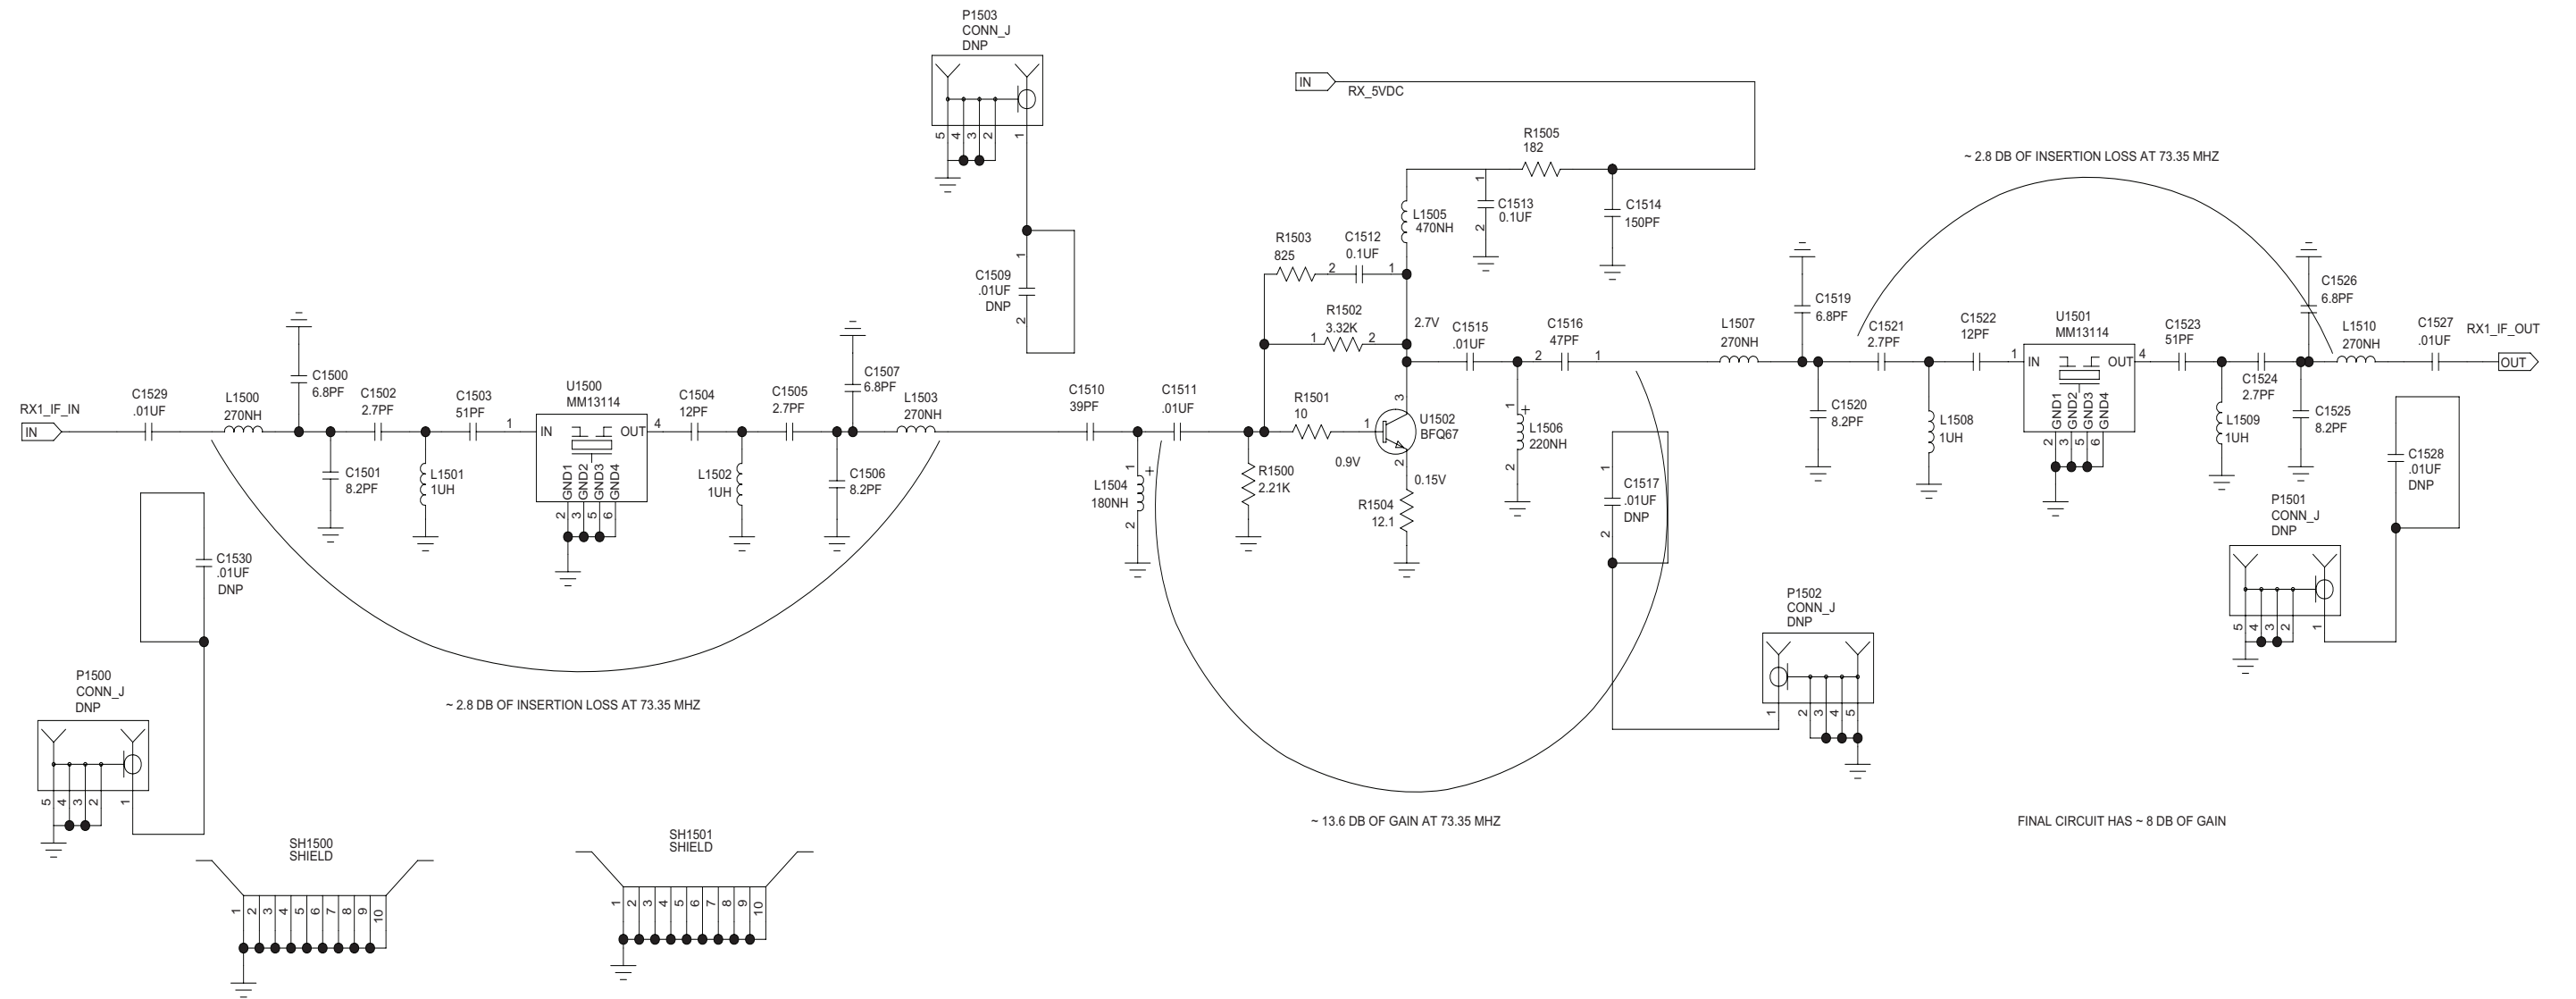 P1503
CONN_J
DNP
5
4
3
2
1
1
C1509
.01UF
DNP
2
IN
RX_5VDC
R1505
182
1
C1513
0.1UF
2
C1514
150PF
L1505
470NH
R1503
825
C1512
0.1UF
2
1
R1502
3.32K
1
2
2.7V
~ 2.8 DB OF INSERTION LOSS AT 73.35 MHZ
RX1_IF_IN
IN
C1529
.01UF
L1500
270NH
C1500
6.8PF
C1501
8.2PF
C1502
2.7PF
L1501
1UH
C1503
51PF
U1500
MM13114
1
IN
OUT
4
GND1
GND2
GND3
GND4
2
3
5
6
C1504
12PF
L1502
1UH
C1505
2.7PF
C1507
6.8PF
C1506
8.2PF
L1503
270NH
C1510
39PF
C1511
.01UF
1
L1504
180NH
+
2
R1500
2.21K
R1501
10
0.9V
1
3
U1502
BFQ67
2
0.15V
R1504
12.1
C1515
.01UF
C1516
47PF
2
1
1
+
L1506
220NH
2
1
C1517
.01UF
DNP
2
L1507
270NH
C1519
6.8PF
C1520
8.2PF
C1521
2.7PF
L1508
1UH
C1522
12PF
U1501
MM13114
1
IN
OUT
4
GND1
GND2
GND3
GND4
2
3
5
6
C1523
51PF
L1509
1UH
C1524
2.7PF
C1526
6.8PF
C1525
8.2PF
L1510
270NH
C1527
.01UF
RX1_IF_OUT
OUT
C1528
.01UF
DNP
P1501
CONN_J
DNP
5
4
3
2
1
C1530
.01UF
DNP
P1500
CONN_J
DNP
5
4
3
2
1
P1502
CONN_J
DNP
1
2
3
4
5
~ 2.8 DB OF INSERTION LOSS AT 73.35 MHZ
~ 13.6 DB OF GAIN AT 73.35 MHZ
FINAL CIRCUIT HAS ~ 8 DB OF GAIN
SH1500
SHIELD
1
2
3
4
5
6
7
8
9
10
SH1501
SHIELD
1
2
3
4
5
6
7
8
9
10